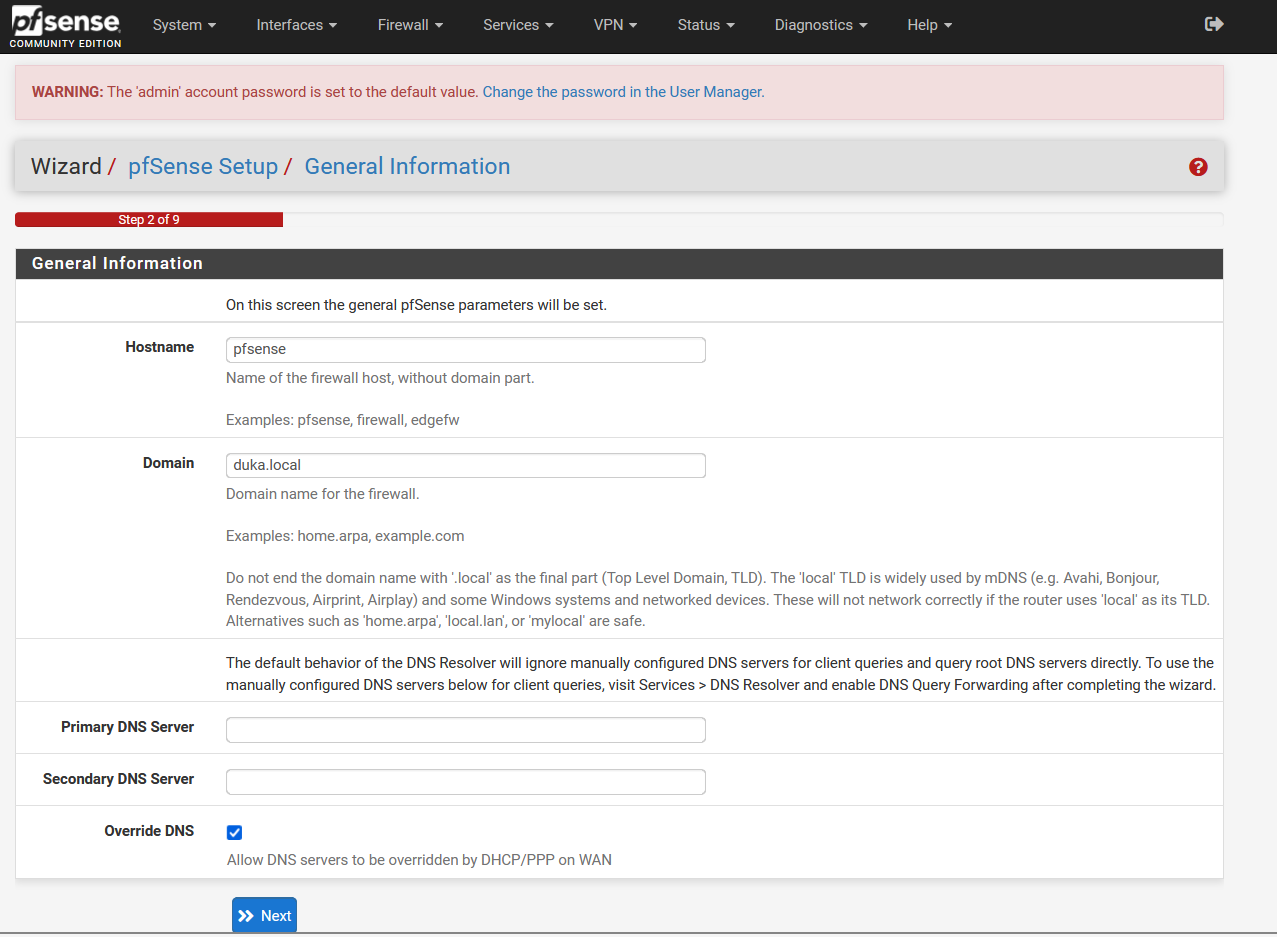 pfsense
COMMUNITY EDITION
System Interfaces Firewall Services VPN Status Diagnostics Help
WARNING: The 'admin' account password is set to the default value. Change the password in the User Manager.
Wizard / pfSense Setup / General Information
Step 2 of 9
General Information
On this screen the general pfSense parameters will be set.
Hostname
pfsense
Name of the firewall host, without domain part.
Examples: pfsense, firewall, edgefw
Domain
duka.local
Domain name for the firewall.
Examples: home.arpa, example.com
Do not end the domain name with '.local' as the final part (Top Level Domain, TLD). The 'local' TLD is widely used by mDNS (e.g. Avahi, Bonjour,
Rendezvous, Airprint, Airplay) and some Windows systems and networked devices. These will not network correctly if the router uses 'local' as its TLD.
Alternatives such as 'home.arpa', 'local.lan', or 'mylocal' are safe.
The default behavior of the DNS Resolver will ignore manually configured DNS servers for client queries and query root DNS servers directly. To use the
manually configured DNS servers below for client queries, visit Services > DNS Resolver and enable DNS Query Forwarding after completing the wizard.
Primary DNS Server
Secondary DNS Server
Override DNS
Allow DNS servers to be overridden by DHCP/PPP on WAN
Next